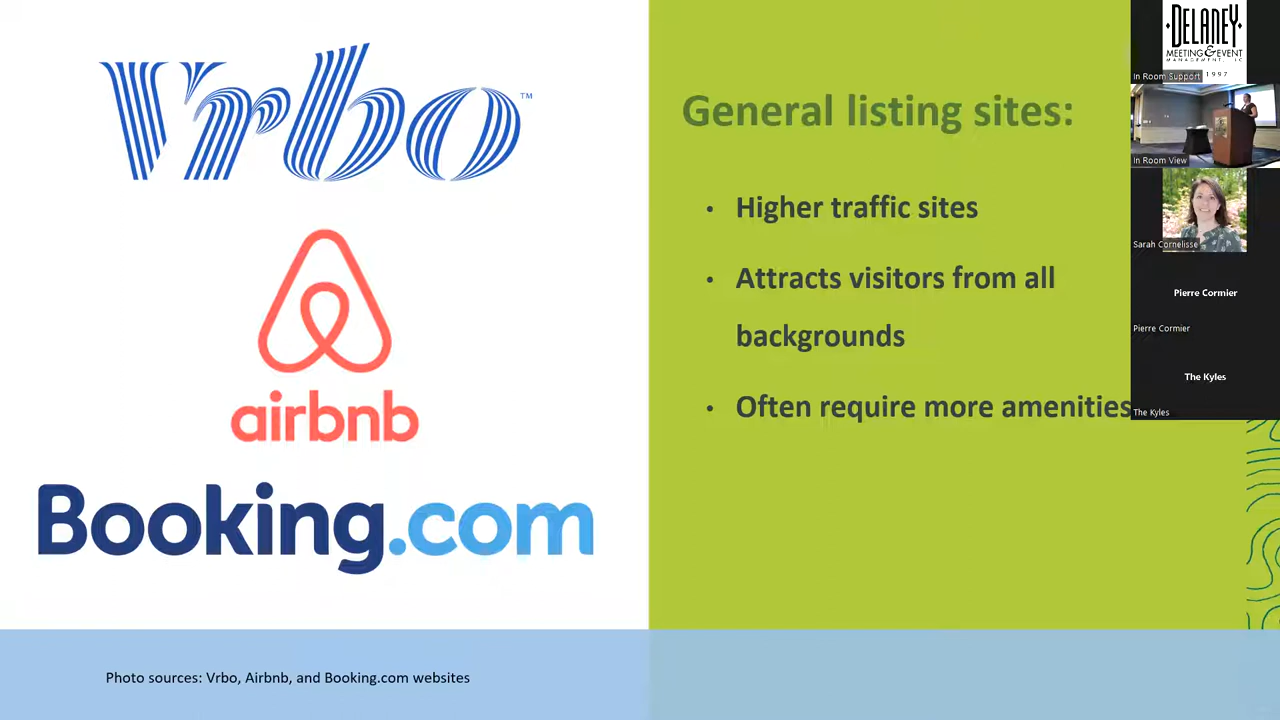 Vrbo™
airbnb
Booking.com
General listing sites:
• Higher traffic sites
• Attracts visitors from all
backgrounds
• Often require more amenities
Photo sources: Vrbo, Airbnb, and Booking.com websites
DELANEY
MEETING & EVENT
MANAGEMENT, LLC
1997
In Room Support
In Room View
Sarah Cornelisse
Pierre Cormier
Pierre Cormier
The Kyles
The Kyles